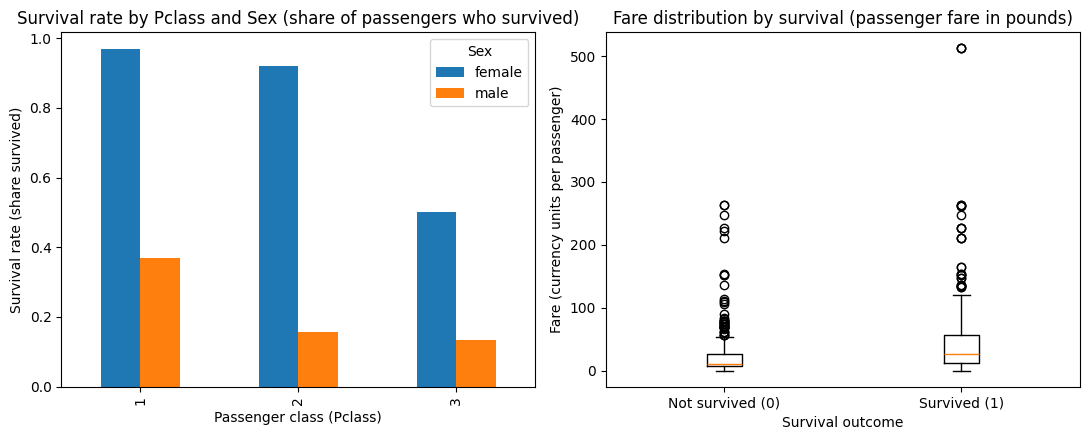 Survival rate by Pclass and Sex (share of passengers who survived)
Survival rate (share survived)
1.0
0.8
0.6
0.4
0.2
0.0
Sex
female
male
1
2
3
Passenger class (Pclass)
Fare distribution by survival (passenger fare in pounds)
Fare (currency units per passenger)
500
400
300
200
100
0
Not survived (0)
Survived (1)
Survival outcome